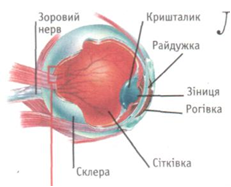 Зоровий
нерв
Кришталик
J
Райдужка
Зіниця
Рогівка
Сітківка
Склера